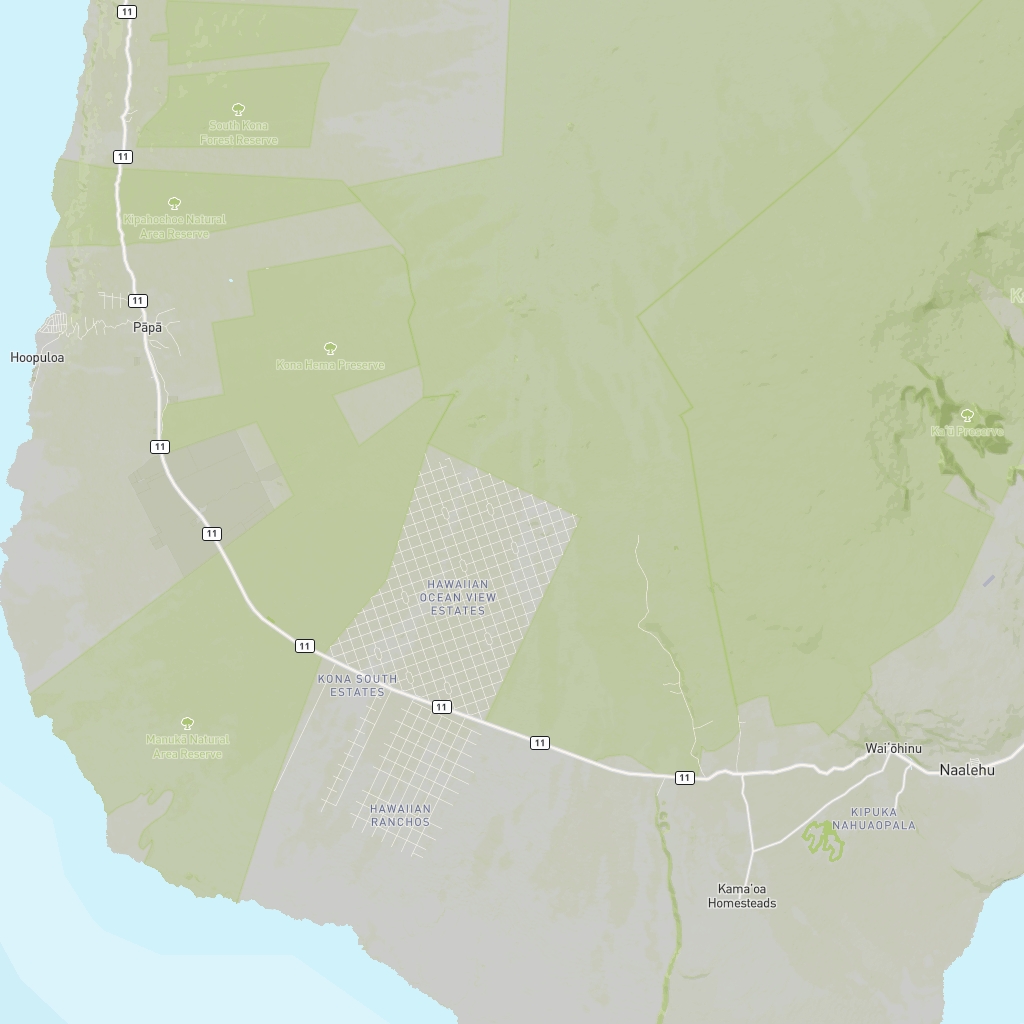 11
South Kona
Forest Reserve
11
Kipahoehoe Natural
Area Reserve
11
Pāpā
Hoopuloa
Kona Hema Preserve
Kaʻū Preserve
11
11
HAWAIIAN
OCEAN VIEW
ESTATES
11
KONA SOUTH
ESTATES
11
Manukā Natural
Area Reserve
11
Waiʻōhinu
Naalehu
11
HAWAIIAN
RANCHOS
KIPUKA
NAHUAOPALA
Kamaʻoa
Homesteads